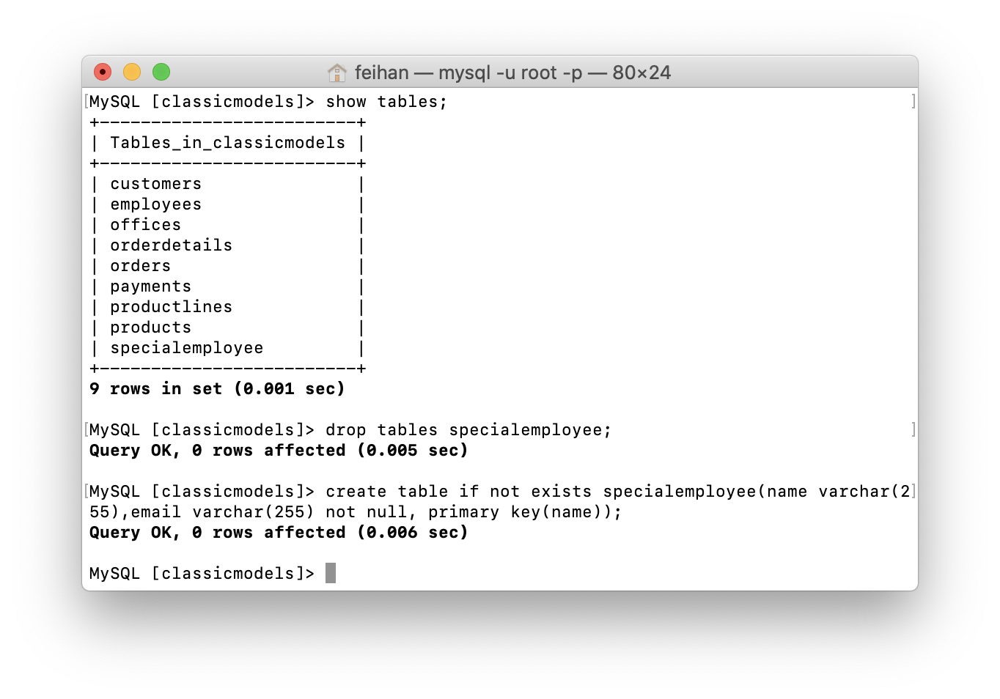 feihan — mysql -u root -p — 80×24
MySQL [classicmodels]> show tables;
+-------------------------+
| Tables_in_classicmodels |
+-------------------------+
| customers               |
| employees               |
| offices                 |
| orderdetails            |
| orders                  |
| payments                |
| productlines            |
| products                |
| specialemployee         |
+-------------------------+
9 rows in set (0.001 sec)
MySQL [classicmodels]> drop tables specialemployee;
Query OK, 0 rows affected (0.005 sec)
MySQL [classicmodels]> create table if not exists specialemployee(name varchar(2
55),email varchar(255) not null, primary key(name));
Query OK, 0 rows affected (0.006 sec)
MySQL [classicmodels]>